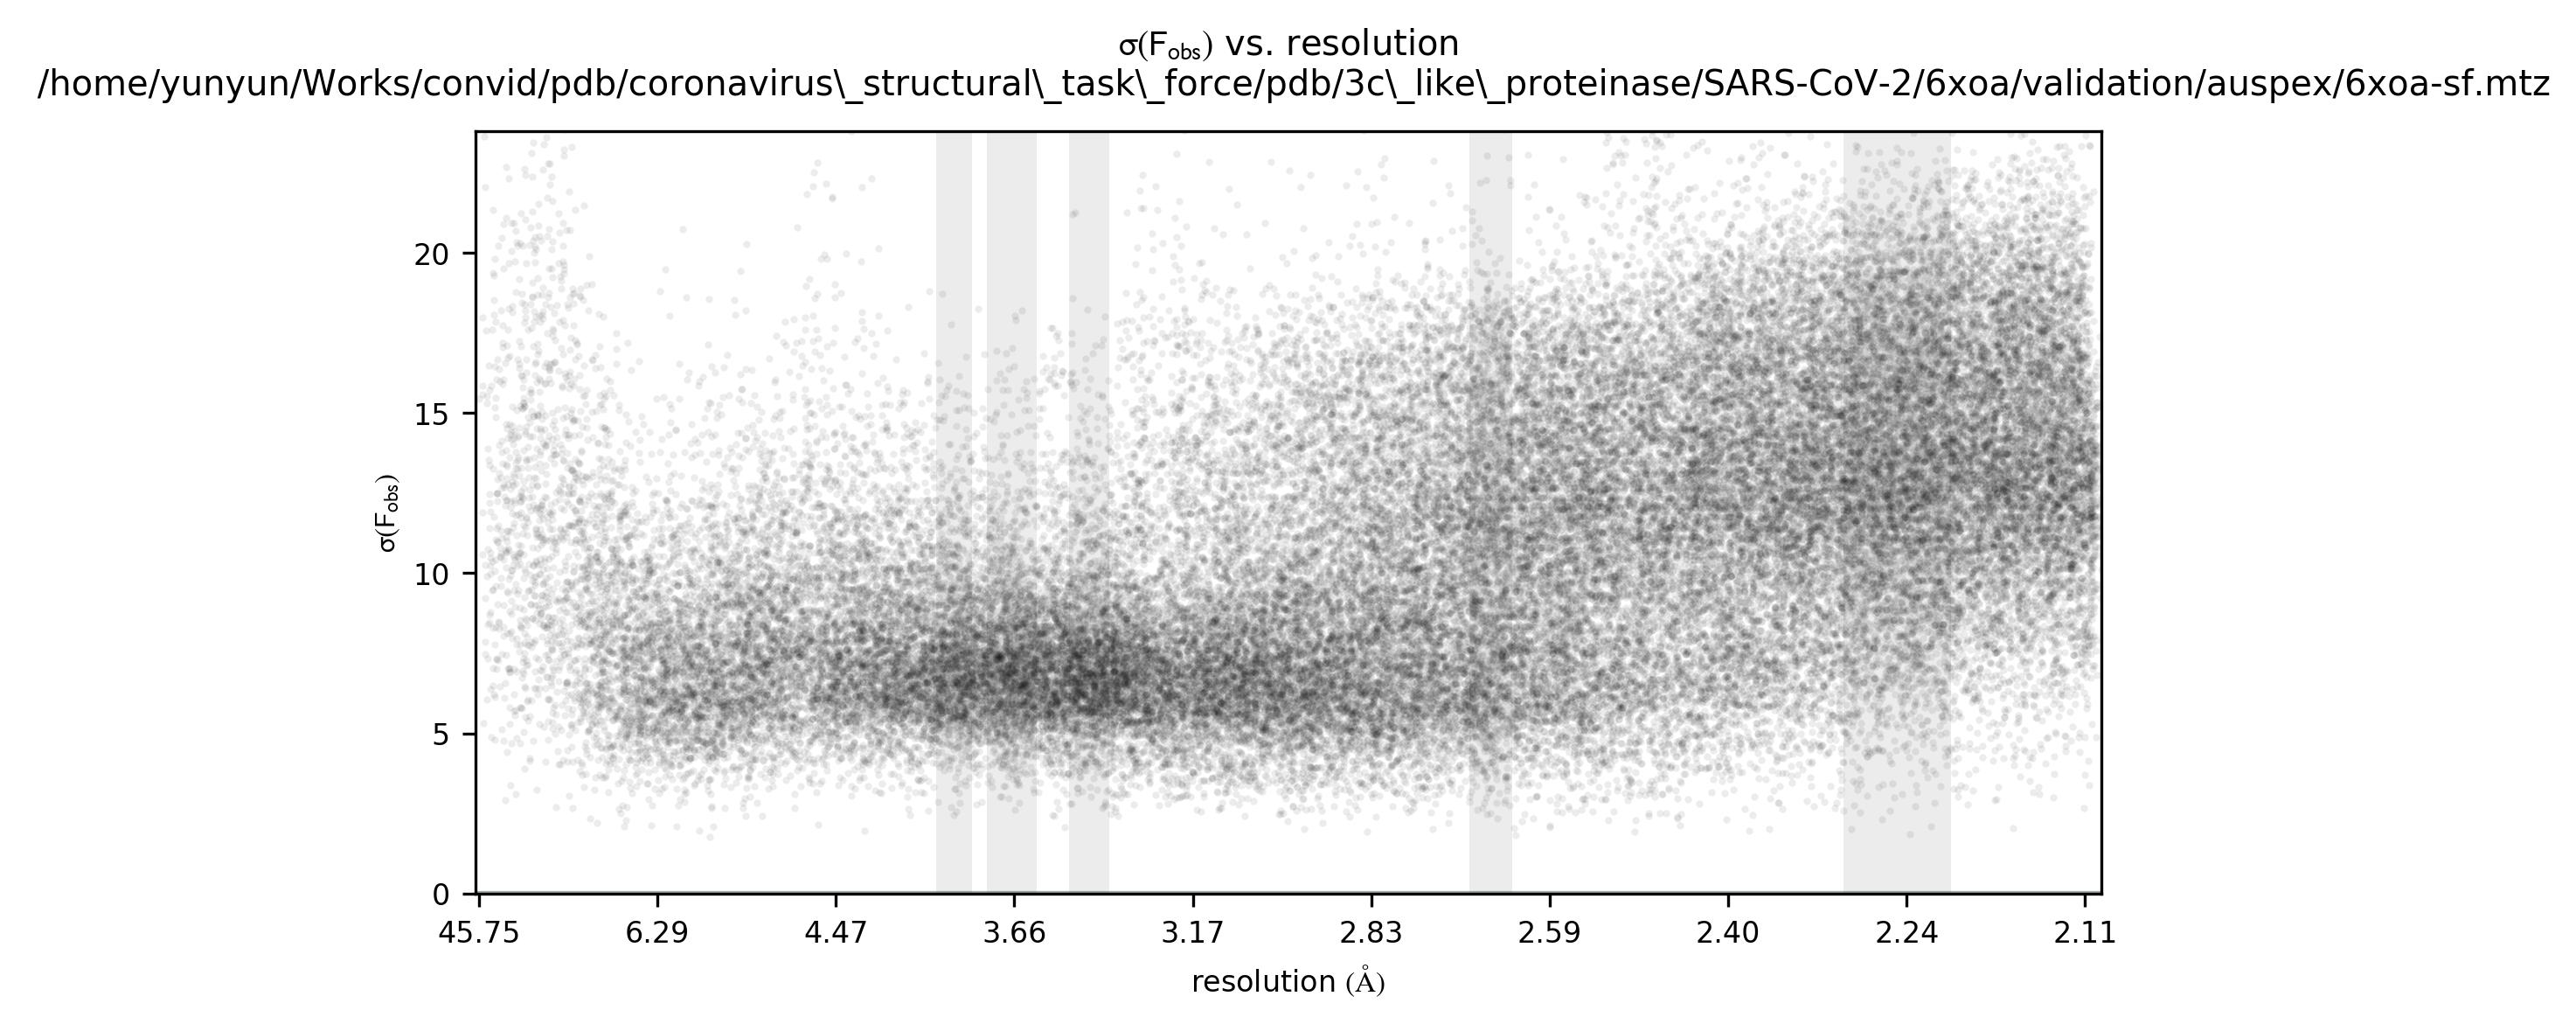 σ(Fobs) vs. resolution
/home/yunyun/Works/convid/pdb/coronavirus\_structural\_task\_force/pdb/3c\_like\_proteinase/SARS-CoV-2/6xoa/validation/auspex/6xoa-sf.mtz
σ(Fobs)
20
15
10
5
0
45.75 6.29 4.47 3.66 3.17 2.83 2.59 2.40 2.24 2.11
resolution (Å)